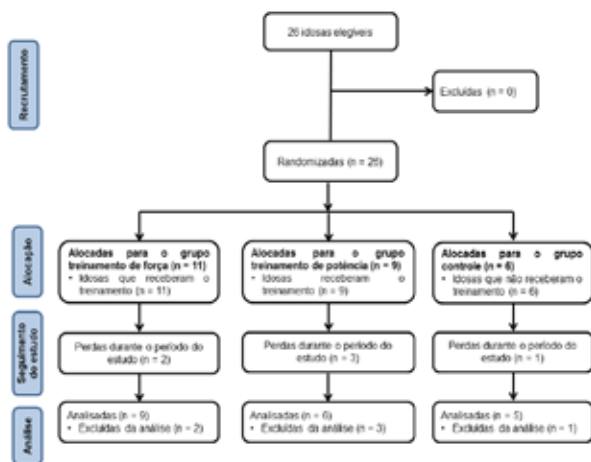 Recrutamento
26 idosas elegíveis
Excluídas (n = 0)
Randomizadas (n = 26)
Alocação
Alocadas para o grupo
treinamento de força (n = 11)
• Idosas que receberam o
treinamento (n = 11)
Alocadas para o grupo
treinamento de potência (n = 9)
• Idosas receberam o
treinamento (n = 9)
Alocadas para o grupo
controle (n = 6)
• Idosas que não receberam o
treinamento (n = 6)
Seguimento
do estudo
Perdas durante o período do
estudo (n = 2)
Perdas durante o período do
estudo (n = 3)
Perdas durante o período do
estudo (n = 1)
Análise
Analisadas (n = 9)
• Excluídas da análise (n = 2)
Analisadas (n = 6)
• Excluídas da análise (n = 3)
Analisadas (n = 5)
• Excluídas da análise (n = 1)